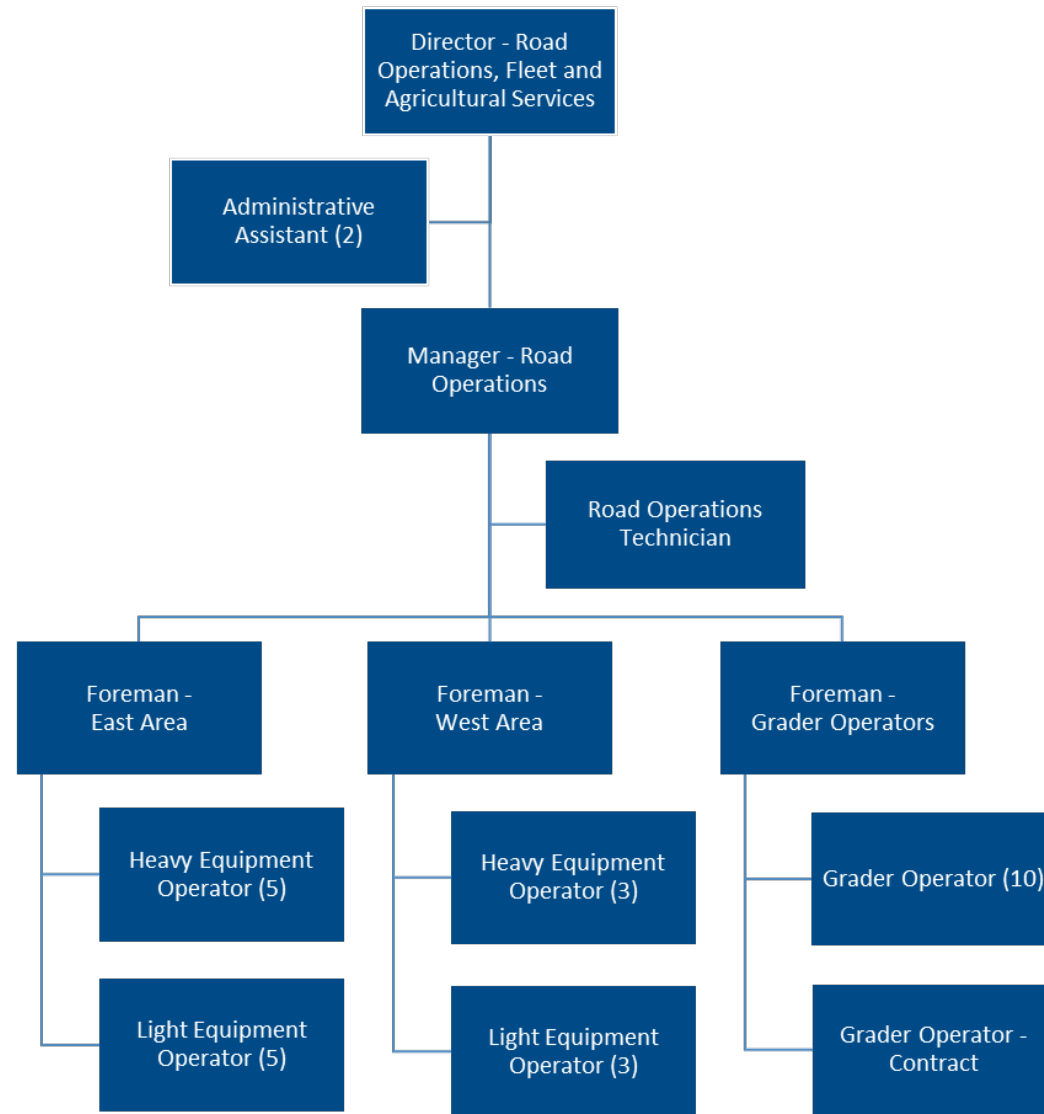 Director - Road
Operations, Fleet and
Agricultural Services
Administrative
Assistant (2)
Manager - Road
Operations
Road Operations
Technician
Foreman -
East Area
Foreman -
West Area
Foreman -
Grader Operators
Heavy Equipment
Operator (5)
Heavy Equipment
Operator (3)
Grader Operator (10)
Light Equipment
Operator (5)
Light Equipment
Operator (3)
Grader Operator -
Contract